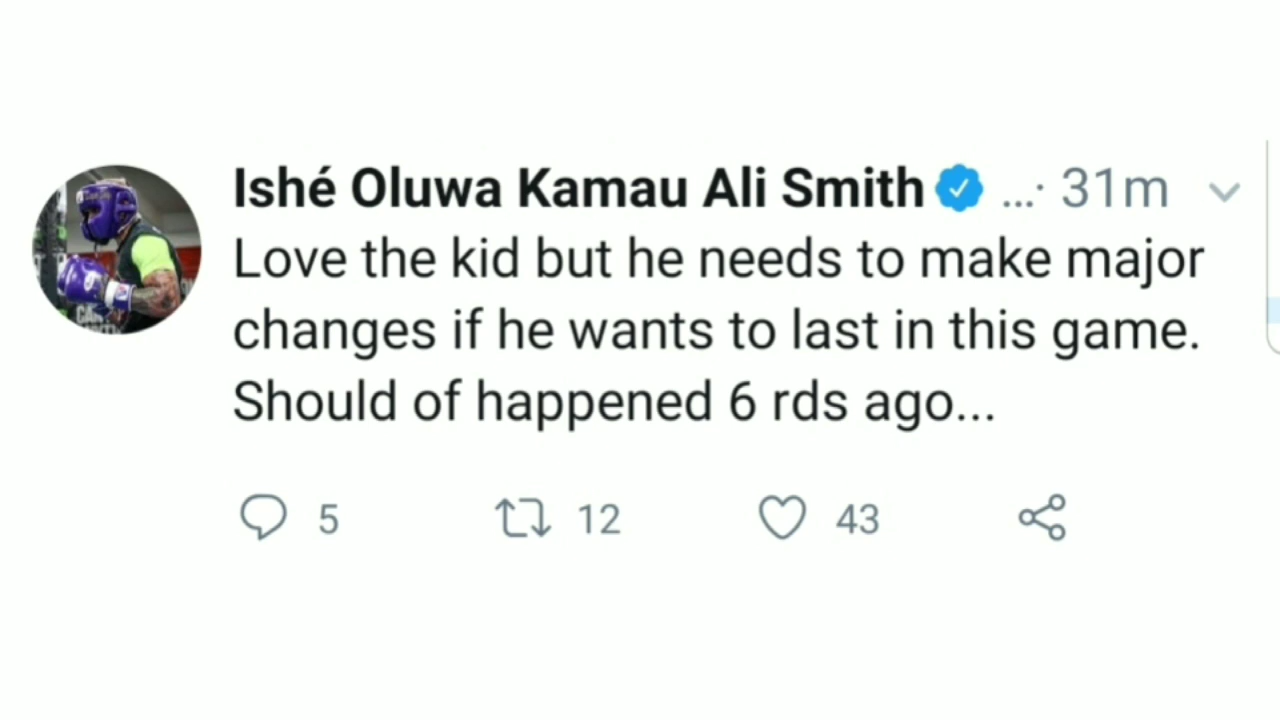 Ishé Oluwa Kamau Ali Smith ...· 31m
Love the kid but he needs to make major
changes if he wants to last in this game.
Should of happened 6 rds ago...
5 12 43